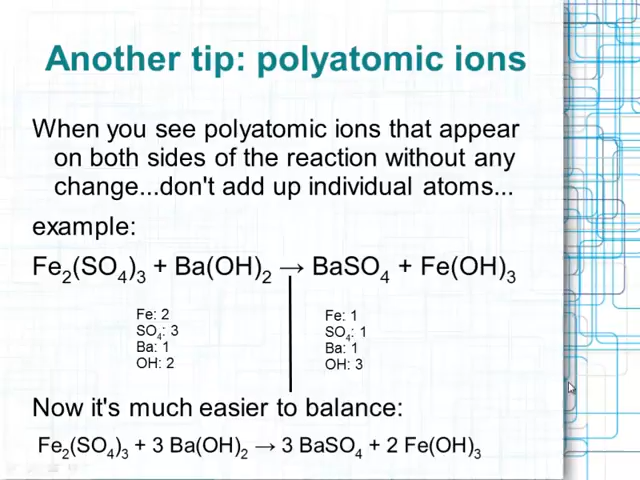 Another tip: polyatomic ions
When you see polyatomic ions that appear
on both sides of the reaction without any
change...don't add up individual atoms...
example:
Fe₂(SO₄)₃ + Ba(OH)₂ → BaSO₄ + Fe(OH)₃
Fe: 2
SO₄: 3
Ba: 1
OH: 2
Fe: 1
SO₄: 1
Ba: 1
OH: 3
Now it's much easier to balance:
Fe₂(SO₄)₃ + 3 Ba(OH)₂ → 3 BaSO₄ + 2 Fe(OH)₃